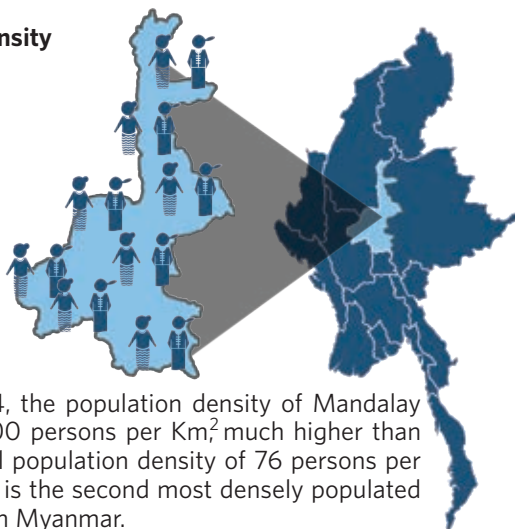 nsity
4, the population density of Mandalay
00 persons per Km,² much higher than
l population density of 76 persons per
is the second most densely populated
n Myanmar.